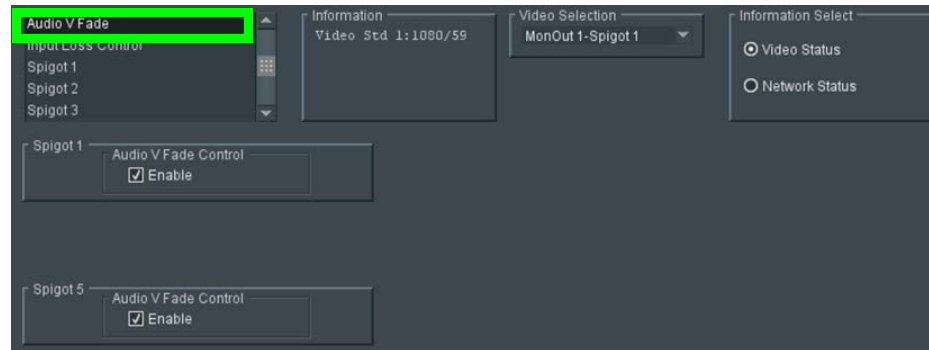 Audio V Fade
Input Loss Control
Spigot 1
Spigot 2
Spigot 3
Information
Video Std 1:1080/59
Video Selection
MonOut 1-Spigot 1
Information Select
Video Status
Network Status
Spigot 1
Audio V Fade Control
Enable
Spigot 5
Audio V Fade Control
Enable